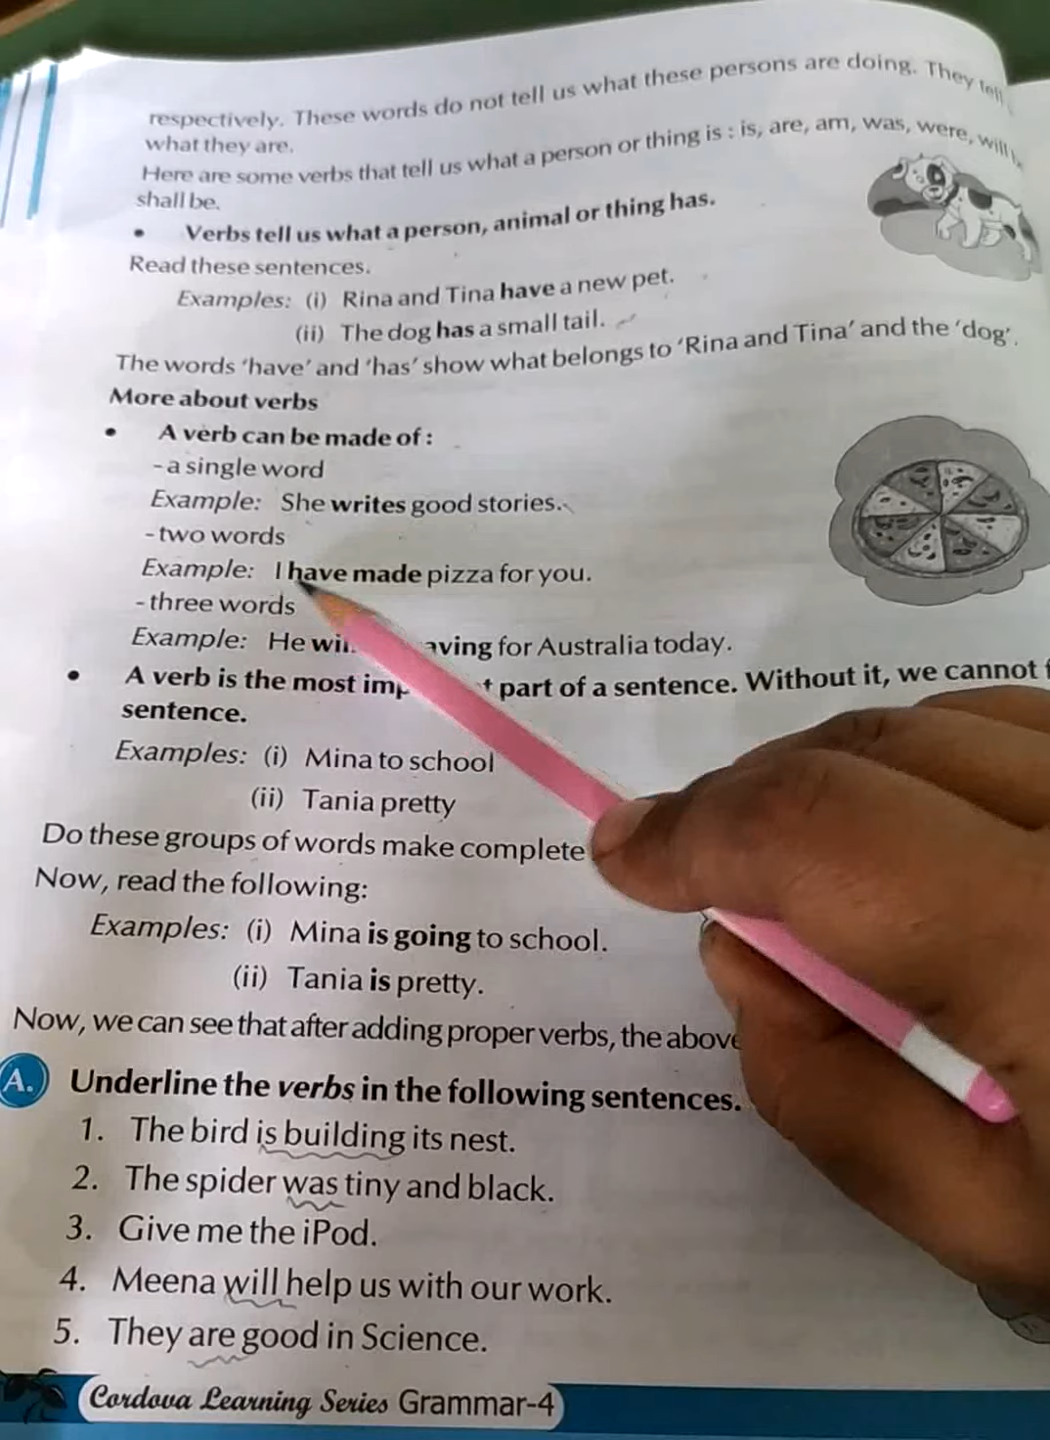 respectively. These words do not tell us what these persons are doing. They tell
what they are.
Here are some verbs that tell us what a person or thing is : is, are, am, was, were, will
shall be.
• Verbs tell us what a person, animal or thing has.
Read these sentences.
Examples: (i) Rina and Tina have a new pet.
(ii) The dog has a small tail.
The words ‘have’ and ‘has’ show what belongs to ‘Rina and Tina’ and the ‘dog’.
More about verbs
• A verb can be made of :
- a single word
Example: She writes good stories.
- two words
Example: I have made pizza for you.
- three words
Example: He for Australia today.
• A verb is the most part of a sentence. Without it, we cannot
sentence.
Examples: (i) Mina to school
(ii) Tania pretty
Do these groups of words make complete
Now, read the following:
Examples: (i) Mina is going to school.
(ii) Tania is pretty.
Now, we can see that after adding proper verbs, the above
A. Underline the verbs in the following sentences.
1. The bird is building its nest.
2. The spider was tiny and black.
3. Give me the iPod.
4. Meena will help us with our work.
5. They are good in Science.
Cordova Learning Series Grammar-4